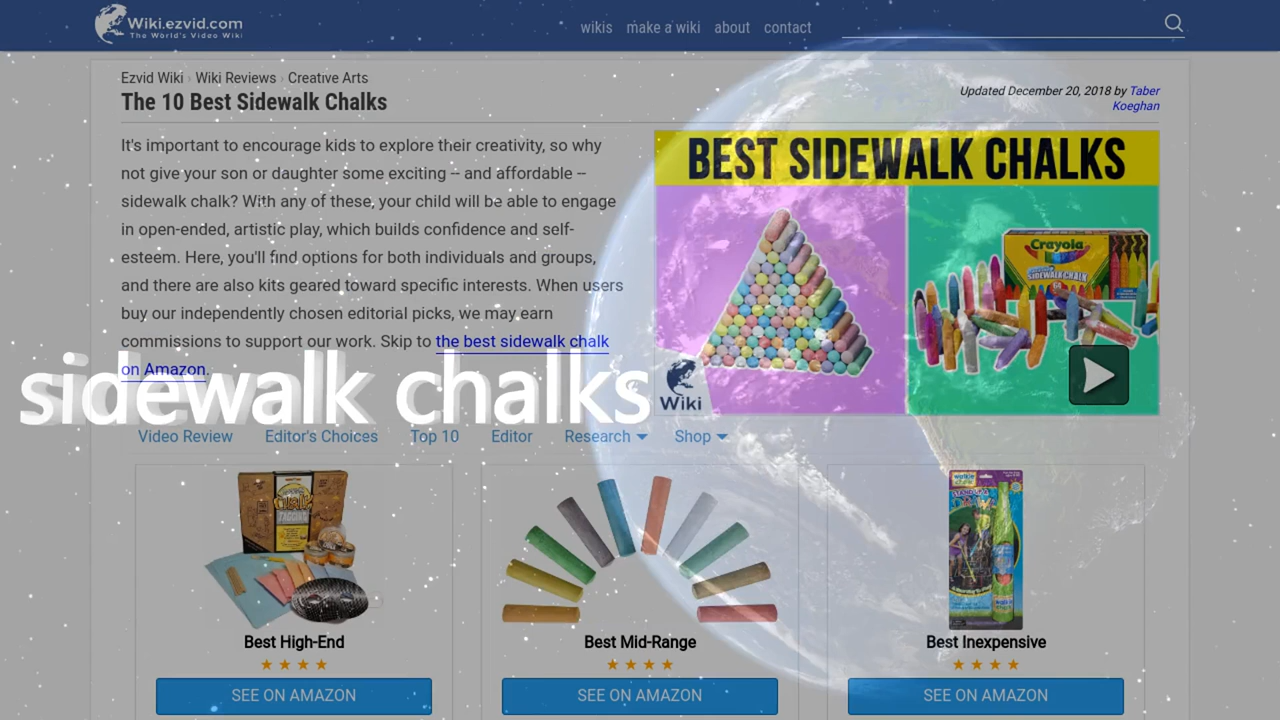 Wiki.ezvid.com
The World's Video Wiki
wikis make a wiki about contact
Ezvid Wiki › Wiki Reviews › Creative Arts
The 10 Best Sidewalk Chalks
Updated December 20, 2018 by Taber
Koeghan
It's important to encourage kids to explore their creativity, so why
not give your son or daughter some exciting -- and affordable --
sidewalk chalk? With any of these, your child will be able to engage
in open-ended, artistic play, which builds confidence and self-
esteem. Here, you'll find options for both individuals and groups,
and there are also kits geared toward specific interests. When users
buy our independently chosen editorial picks, we may earn
commissions to support our work. Skip to the best sidewalk chalk
on Amazon.
BEST SIDEWALK CHALKS
Crayola
SIDEWALK CHALK
64
Wiki
sidewalk chalks
Video Review Editor's Choices Top 10 Editor Research Shop
Best High-End
Best Mid-Range
Best Inexpensive
SEE ON AMAZON
SEE ON AMAZON
SEE ON AMAZON